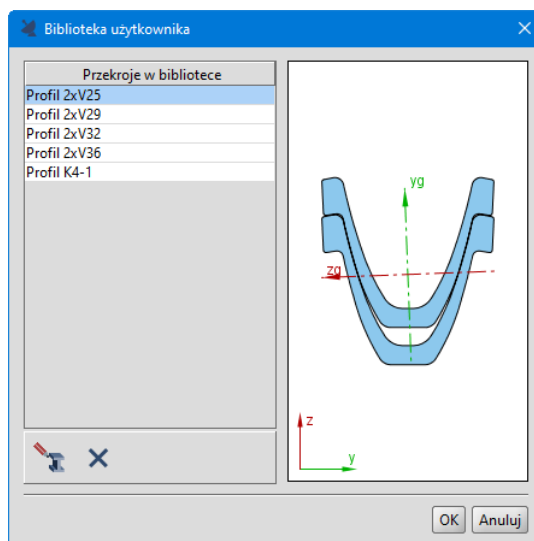 Biblioteka użytkownika
Przekroje w bibliotece
Profil 2xV25
Profil 2xV29
Profil 2xV32
Profil 2xV36
Profil K4-1
yg
zg
z
y
OK
Anuluj